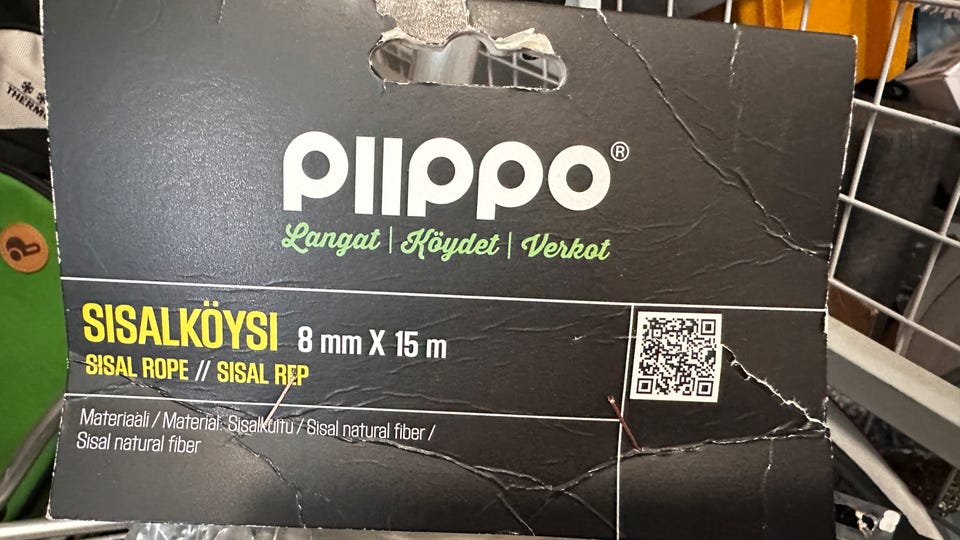 THERM
PIIPPO®
Langat | Köydet | Verkot
SISALKÖYSI 8 mm X 15 m
SISAL ROPE // SISAL REP
Materiaali / Material: Sisalkuitu / Sisal natural fiber /
Sisal natural fiber